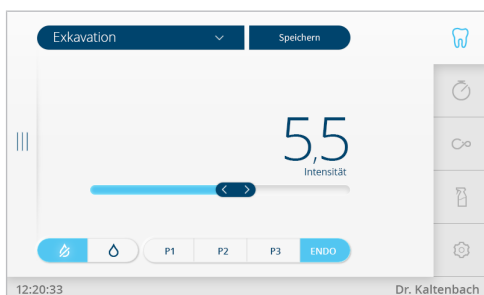 Exkavation
Speichern
5,5
Intensität
P1 P2 P3 ENDO
12:20:33 Dr. Kaltenbach